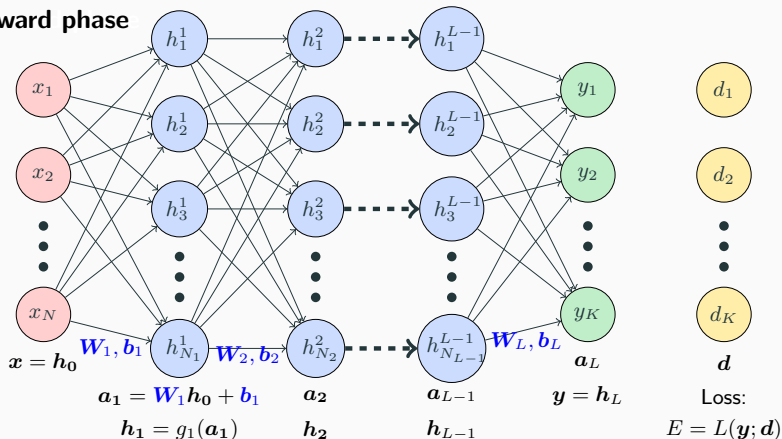 ward phase
h_1^1 h_1^2 h_1^{L-1}
x_1 y_1 d_1
h_2^1 h_2^2 h_2^{L-1}
x_2 y_2 d_2
h_3^1 h_3^2 h_3^{L-1}
x_N y_K d_K
h_{N_1}^1 h_{N_2}^2 h_{N_{L-1}}^{L-1}
W_1, b_1 W_2, b_2 W_L, b_L
x = h_0 a_L d
a_1 = W_1 h_0 + b_1 a_2 a_{L-1} y = h_L Loss:
h_1 = g_1(a_1) h_2 h_{L-1} E = L(y; d)